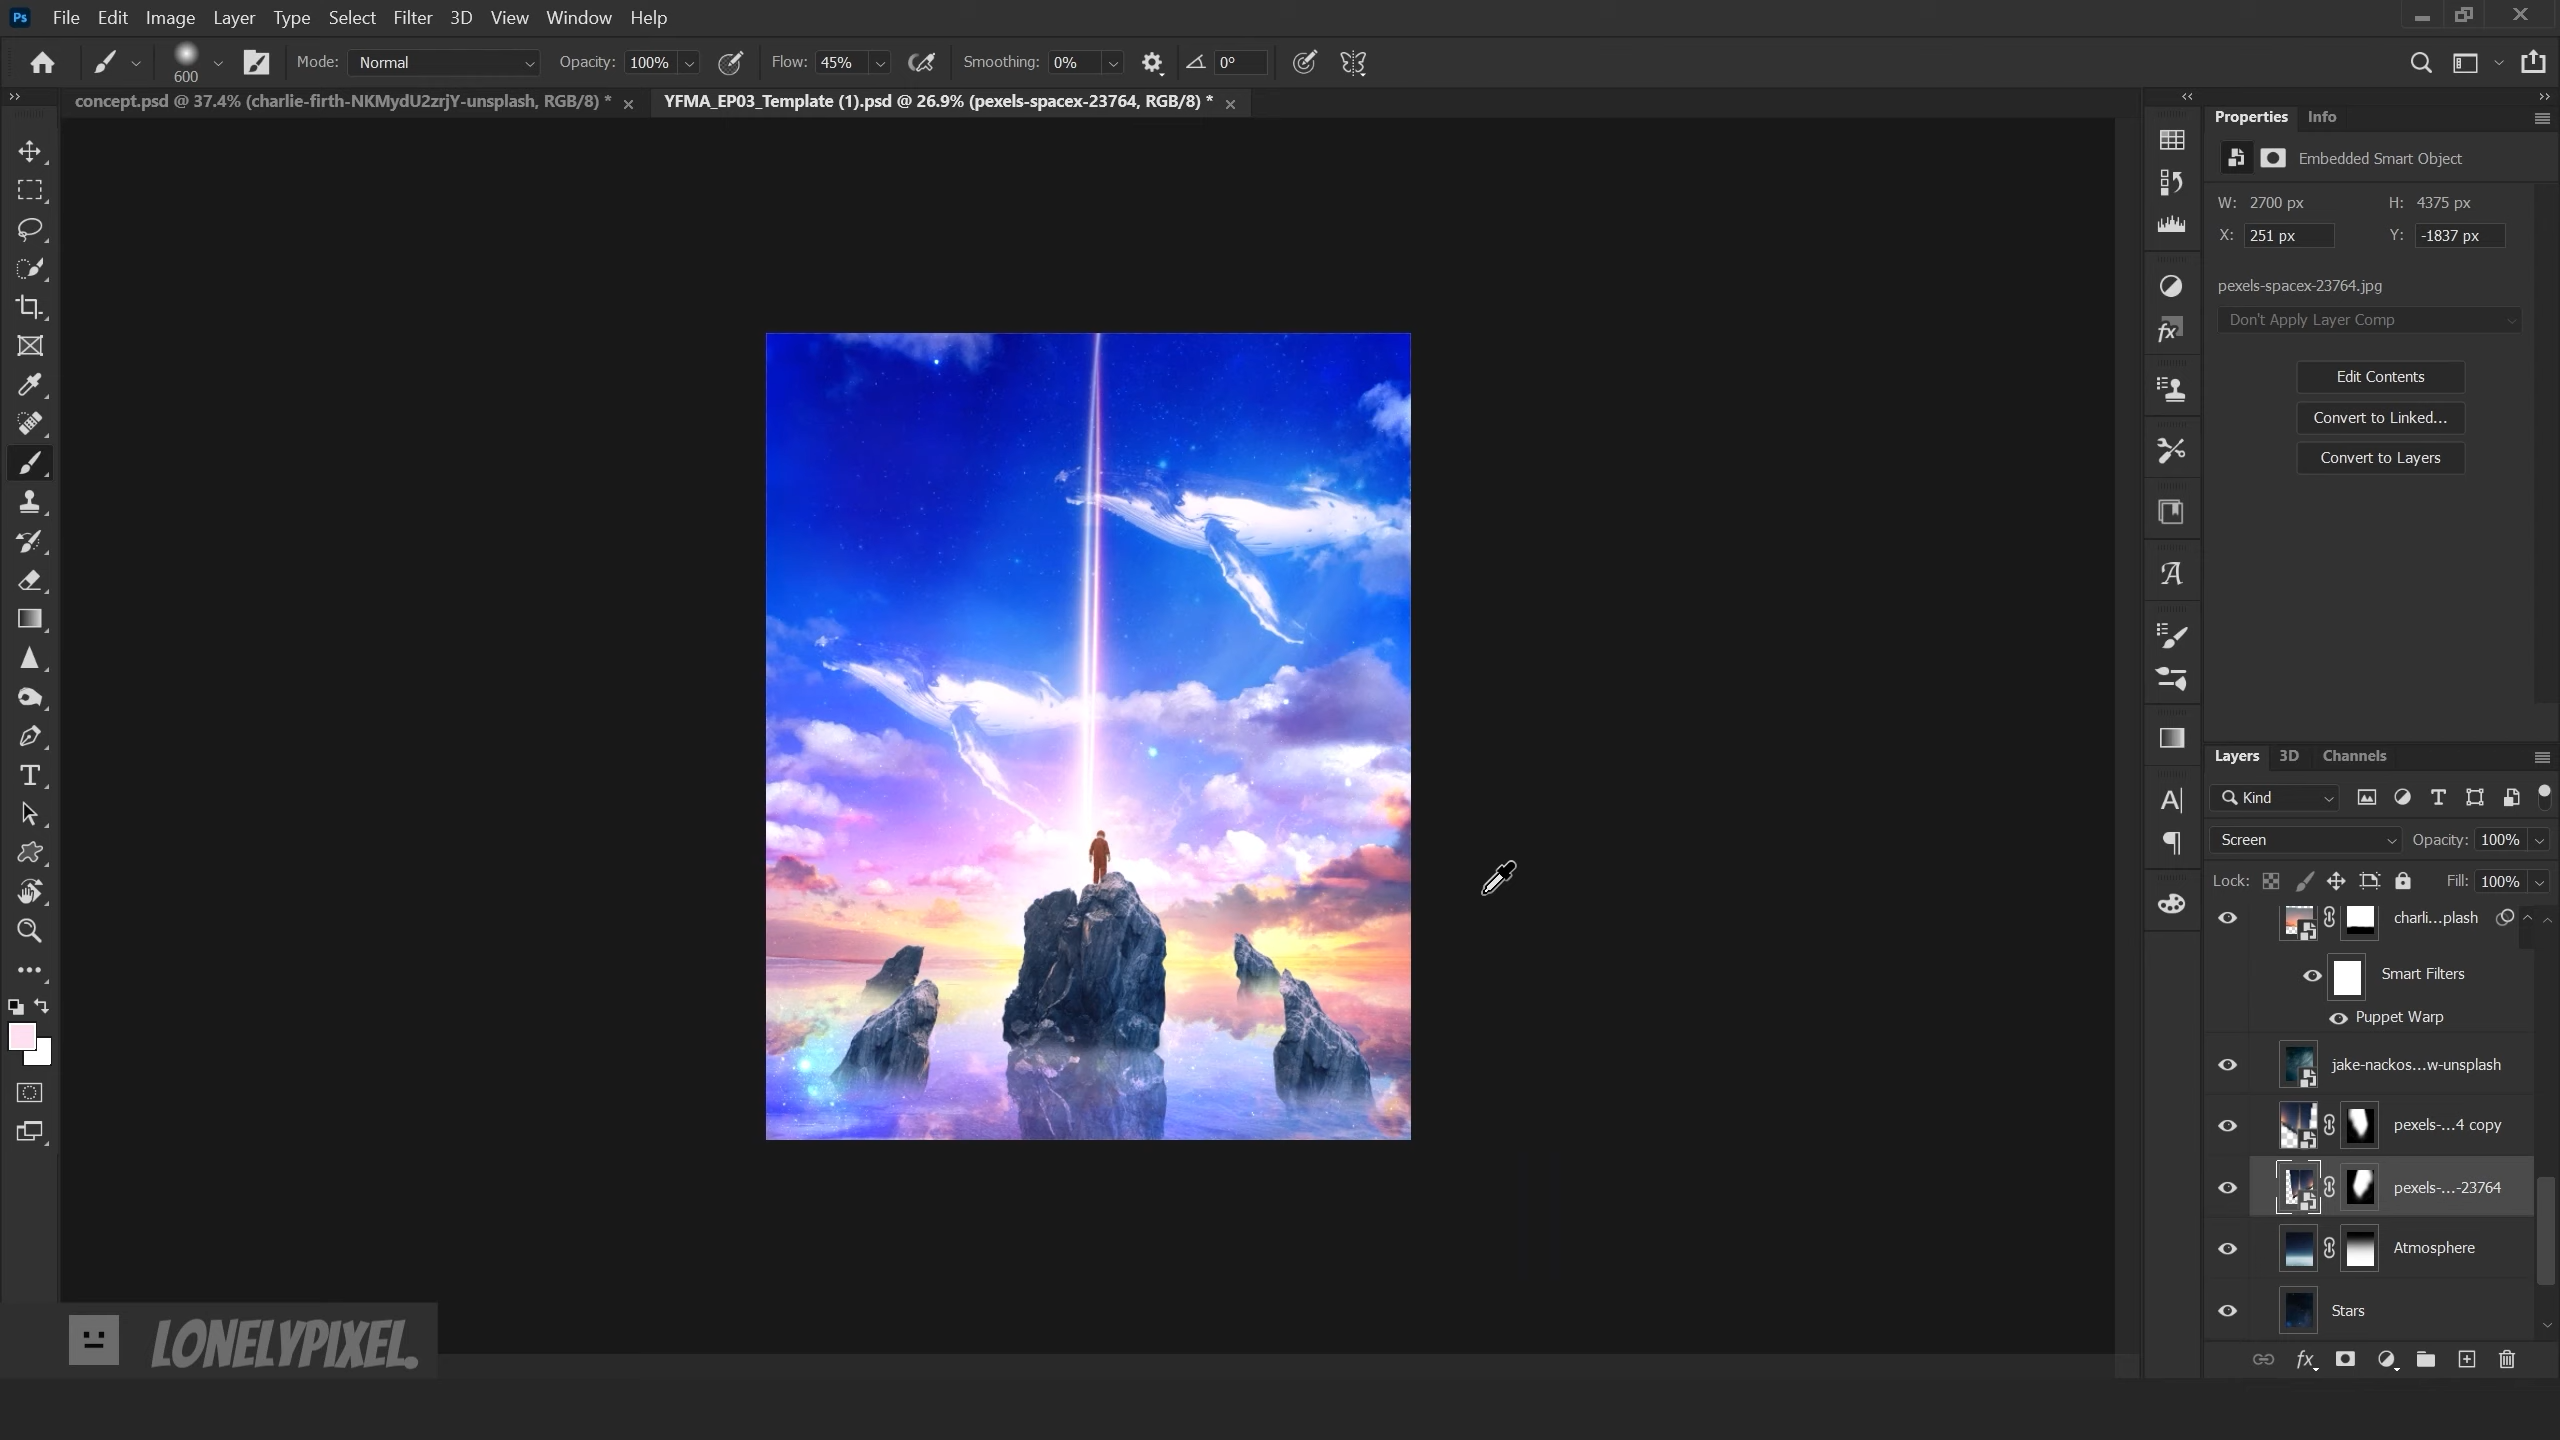 Ps File Edit Image Layer Type Select Filter 3D View Window Help
600 Mode: Normal Opacity: 100% Flow: 45% Smoothing: 0% 0°
concept.psd @ 37.4% (charlie-firth-NKMydU2zrjY-unsplash, RGB/8) *
YFMA_EP03_Template (1).psd @ 26.9% (pexels-spacex-23764, RGB/8) *
Properties Info
Embedded Smart Object
W: 2700 px H: 4375 px
X: 251 px Y: -1837 px
pexels-spacex-23764.jpg
Don't Apply Layer Comp
Edit Contents
Convert to Linked...
Convert to Layers
Layers 3D Channels
Kind
Screen Opacity: 100%
Lock: Fill: 100%
charli...plash
Smart Filters
Puppet Warp
jake-nackos...w-unsplash
pexels-...4 copy
pexels-...-23764
Atmosphere
Stars
LONELYPIXEL.